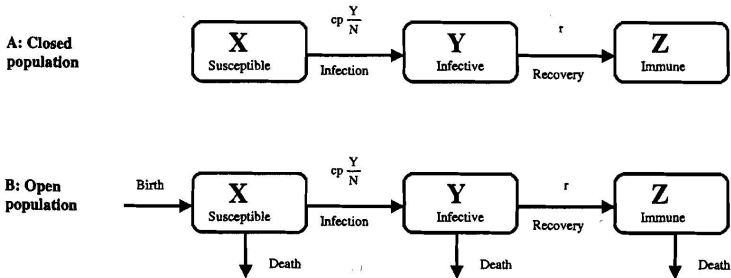 A: Closed
population
X
Susceptible
cp Y/N
Infection
Y
Infective
r
Recovery
Z
Immune
B: Open
population
Birth
X
Susceptible
cp Y/N
Infection
Y
Infective
r
Recovery
Z
Immune
Death
Death
Death